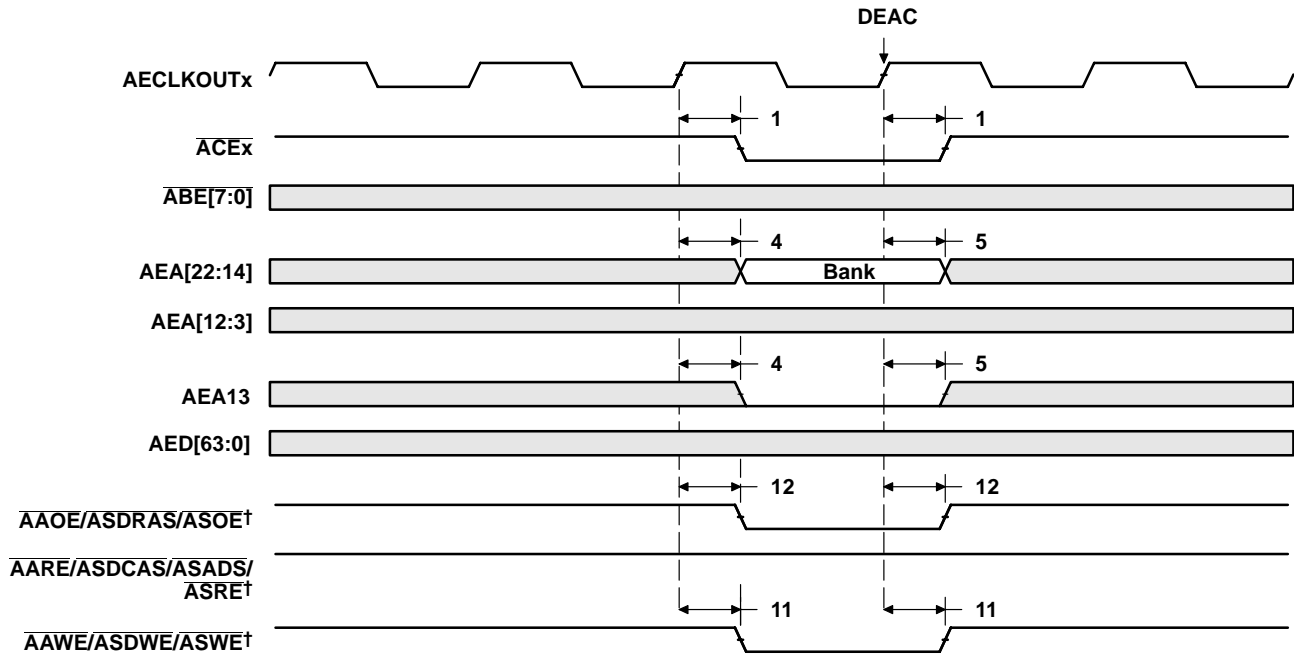 DEAC
AECLKOUTx
1 1
ACEx
ABE[7:0]
4 5
AEA[22:14] Bank
AEA[12:3]
4 5
AEA13
AED[63:0]
12 12
AAOE/ASDRAS/ASOE†
AARE/ASDCAS/ASADS/
ASRE†
11 11
AAWE/ASDWE/ASWE†